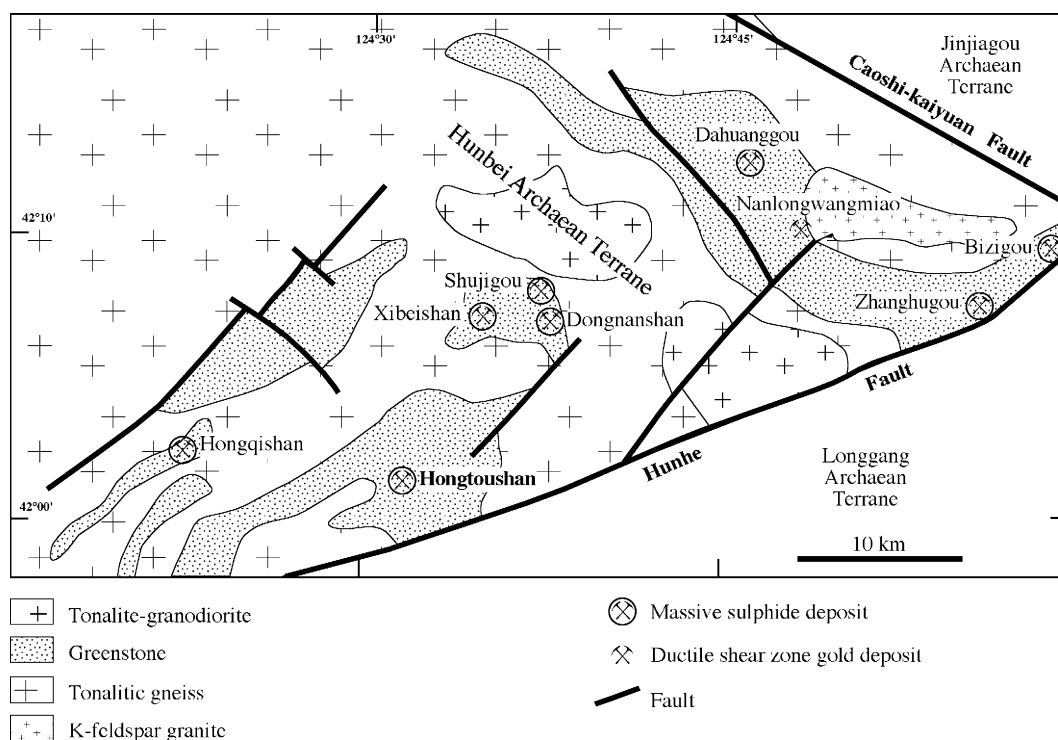 124°30'
124°45'
Jinjiagou
Archaean
Terrane
Caoshi-kaiyuan Fault
Dahuanggou
Hunbei Archaean Terrane
Nanlongwangmiao
42°10'
Bizigou
Shujigou
Zhanghugou
Xibeishan
Dongnanshan
Fault
Hongqishan
Hunhe
Hongtoushan
Longgang
Archaean
Terrane
42°00'
10 km
Tonalite-granodiorite
Greenstone
Tonalitic gneiss
K-feldspar granite
Massive sulphide deposit
Ductile shear zone gold deposit
Fault